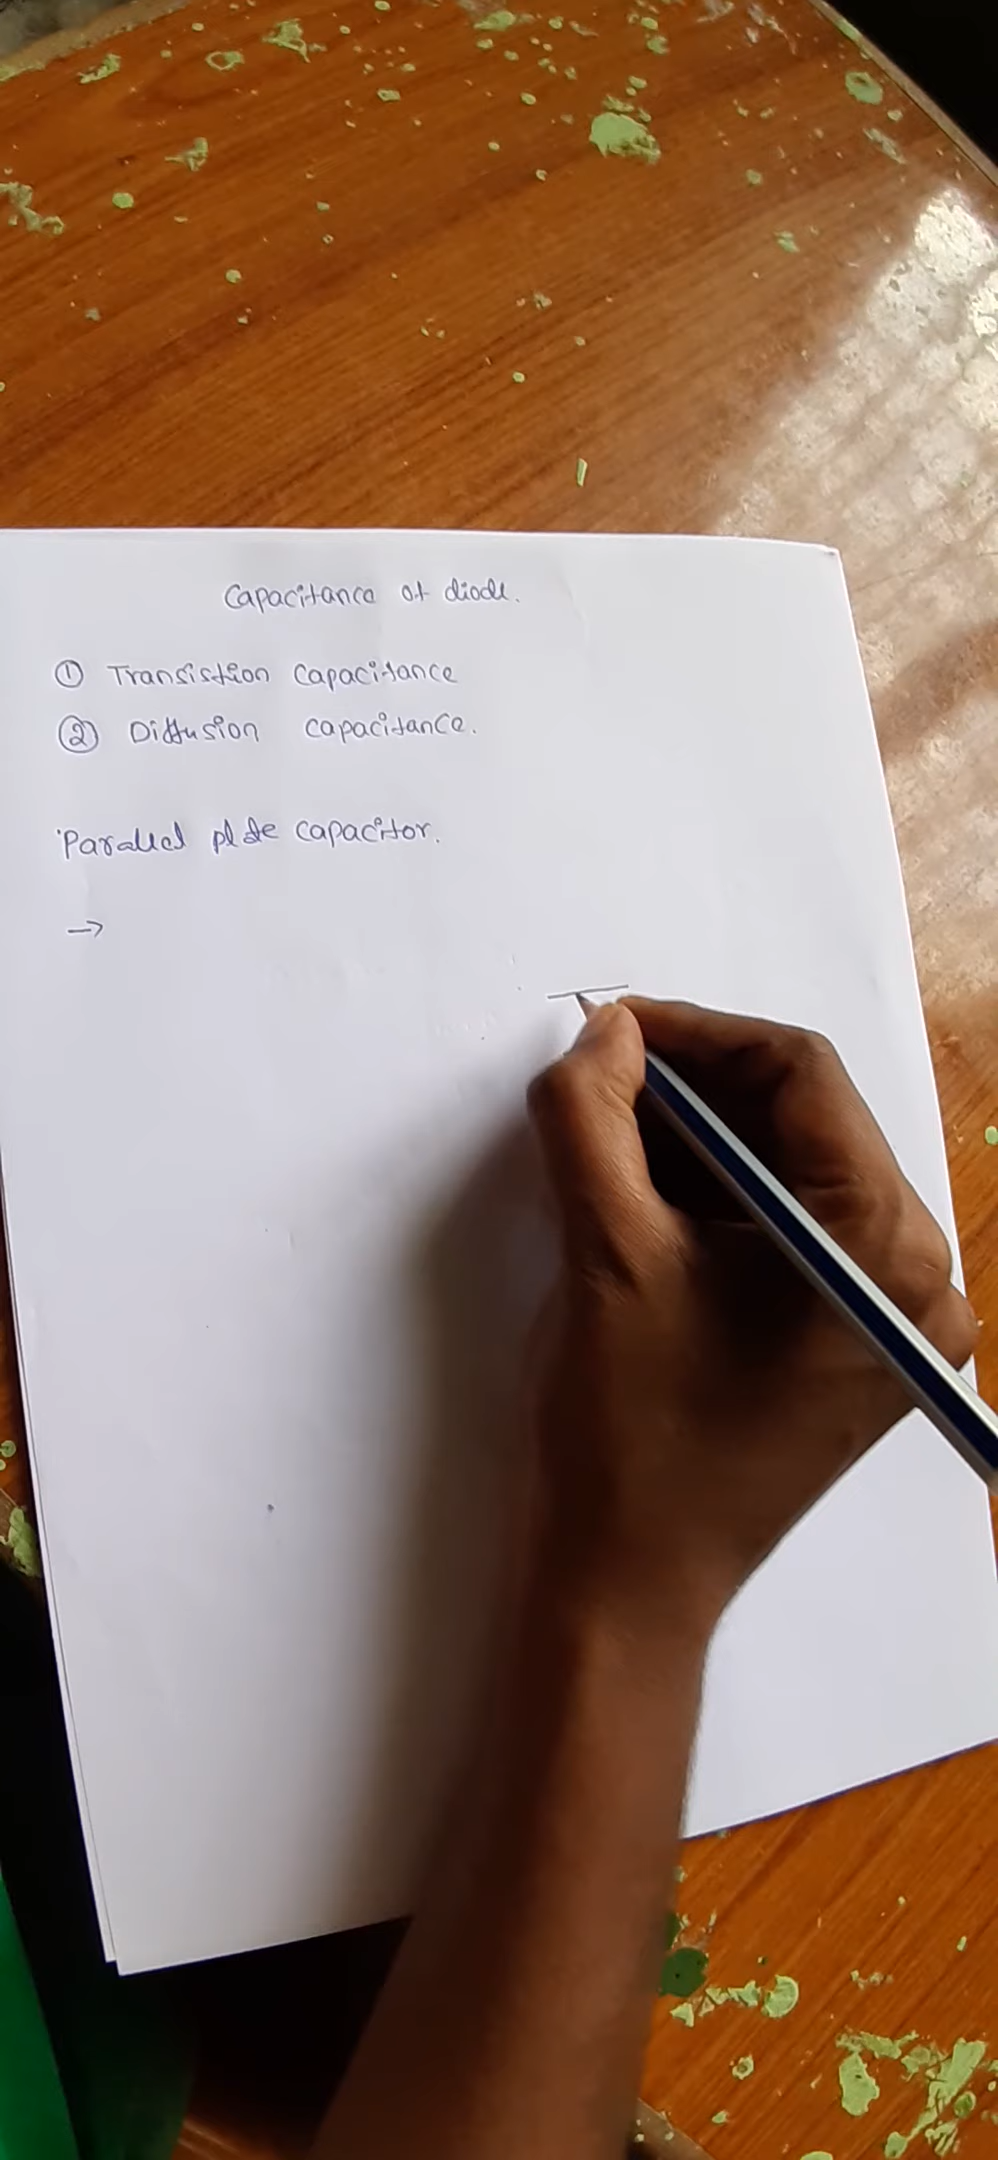 Capacitance of diode.
① Transistion Capacitance
② Diffusion capacitance.
Parallel plate capacitor.
→